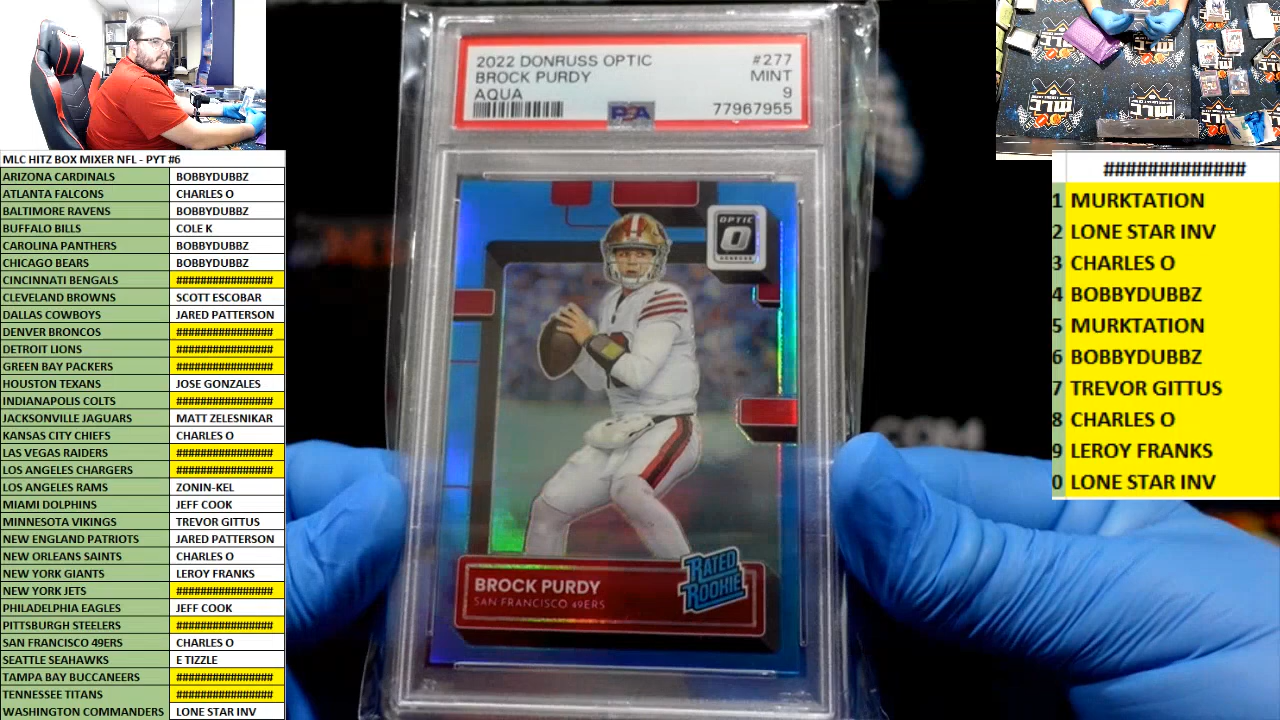 MLC HITZ BOX MIXER NFL - PYT #6
ARIZONA CARDINALS BOBBYDUBBZ
ATLANTA FALCONS CHARLES O
BALTIMORE RAVENS BOBBYDUBBZ
BUFFALO BILLS COLE K
CAROLINA PANTHERS BOBBYDUBBZ
CHICAGO BEARS BOBBYDUBBZ
CINCINNATI BENGALS ################
CLEVELAND BROWNS SCOTT ESCOBAR
DALLAS COWBOYS JARED PATTERSON
DENVER BRONCOS ################
DETROIT LIONS ################
GREEN BAY PACKERS ################
HOUSTON TEXANS JOSE GONZALES
INDIANAPOLIS COLTS ################
JACKSONVILLE JAGUARS MATT ZELESNIKAR
KANSAS CITY CHIEFS CHARLES O
LAS VEGAS RAIDERS ################
LOS ANGELES CHARGERS ################
LOS ANGELES RAMS ZONIN-KEL
MIAMI DOLPHINS JEFF COOK
MINNESOTA VIKINGS TREVOR GITTUS
NEW ENGLAND PATRIOTS JARED PATTERSON
NEW ORLEANS SAINTS CHARLES O
NEW YORK GIANTS LEROY FRANKS
NEW YORK JETS ################
PHILADELPHIA EAGLES JEFF COOK
PITTSBURGH STEELERS ################
SAN FRANCISCO 49ERS CHARLES O
SEATTLE SEAHAWKS E TIZZLE
TAMPA BAY BUCCANEERS ################
TENNESSEE TITANS ################
WASHINGTON COMMANDERS LONE STAR INV
2022 DONRUSS OPTIC #277
BROCK PURDY MINT
AQUA 9
PSA 77967955
OPTIC
DONRUSS
RATED
ROOKIE
BROCK PURDY
SAN FRANCISCO 49ERS
COM
MLC
MLC
MLC
#############
1 MURKTATION
2 LONE STAR INV
3 CHARLES O
4 BOBBYDUBBZ
5 MURKTATION
6 BOBBYDUBBZ
7 TREVOR GITTUS
8 CHARLES O
9 LEROY FRANKS
0 LONE STAR INV